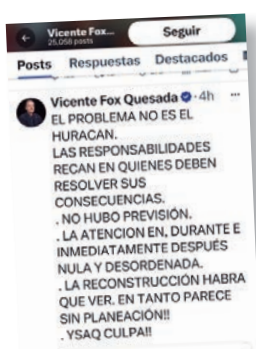 Vicente Fox...
25,058 posts
Seguir
Posts Respuestas Destacados
Vicente Fox Quesada · 4h ...
EL PROBLEMA NO ES EL
HURACAN.
LAS RESPONSABILIDADES
RECAN EN QUIENES DEBEN
RESOLVER SUS
CONSECUENCIAS.
. NO HUBO PREVISIÓN.
. LA ATENCION EN, DURANTE E
INMEDIATAMENTE DESPUÉS
NULA Y DESORDENADA.
. LA RECONSTRUCCIÓN HABRA
QUE VER. EN TANTO PARECE
SIN PLANEACIÓN!!
. YSAQ CULPA!!